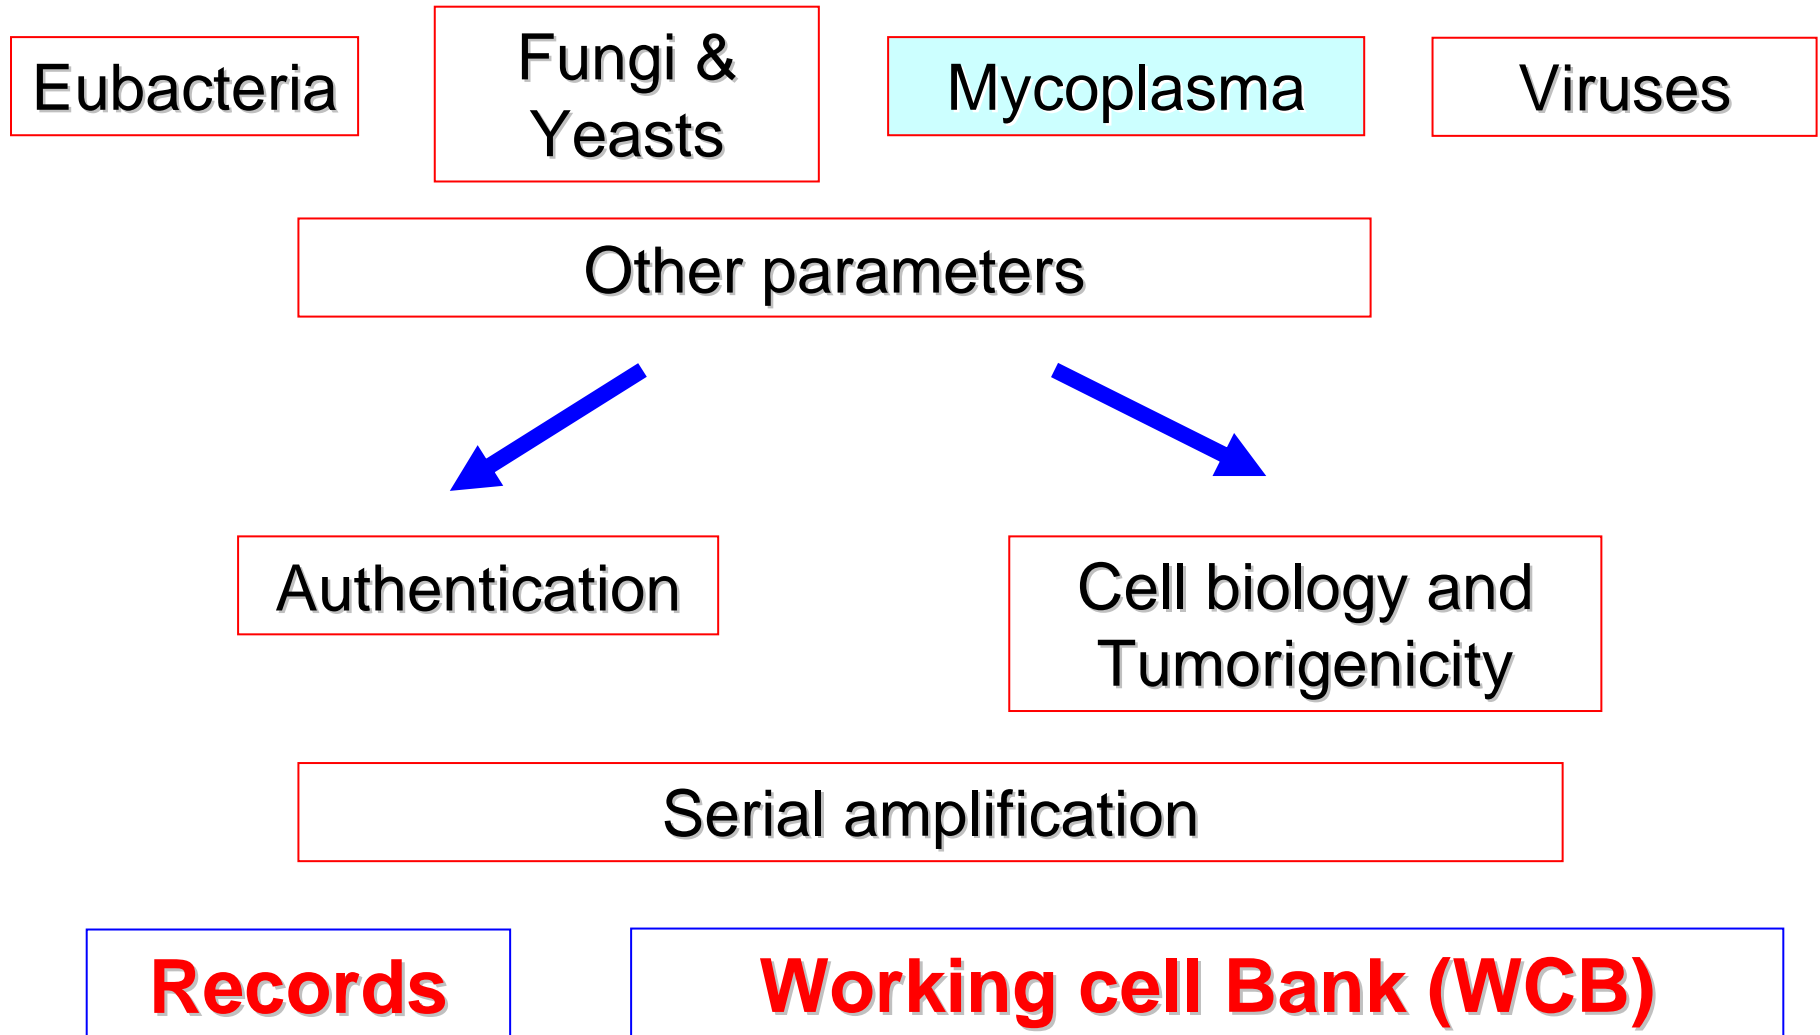 Eubacteria
Fungi &
Yeasts
Mycoplasma
Viruses
Other parameters
Authentication
Cell biology and
Tumorigenicity
Serial amplification
Records
Working cell Bank (WCB)